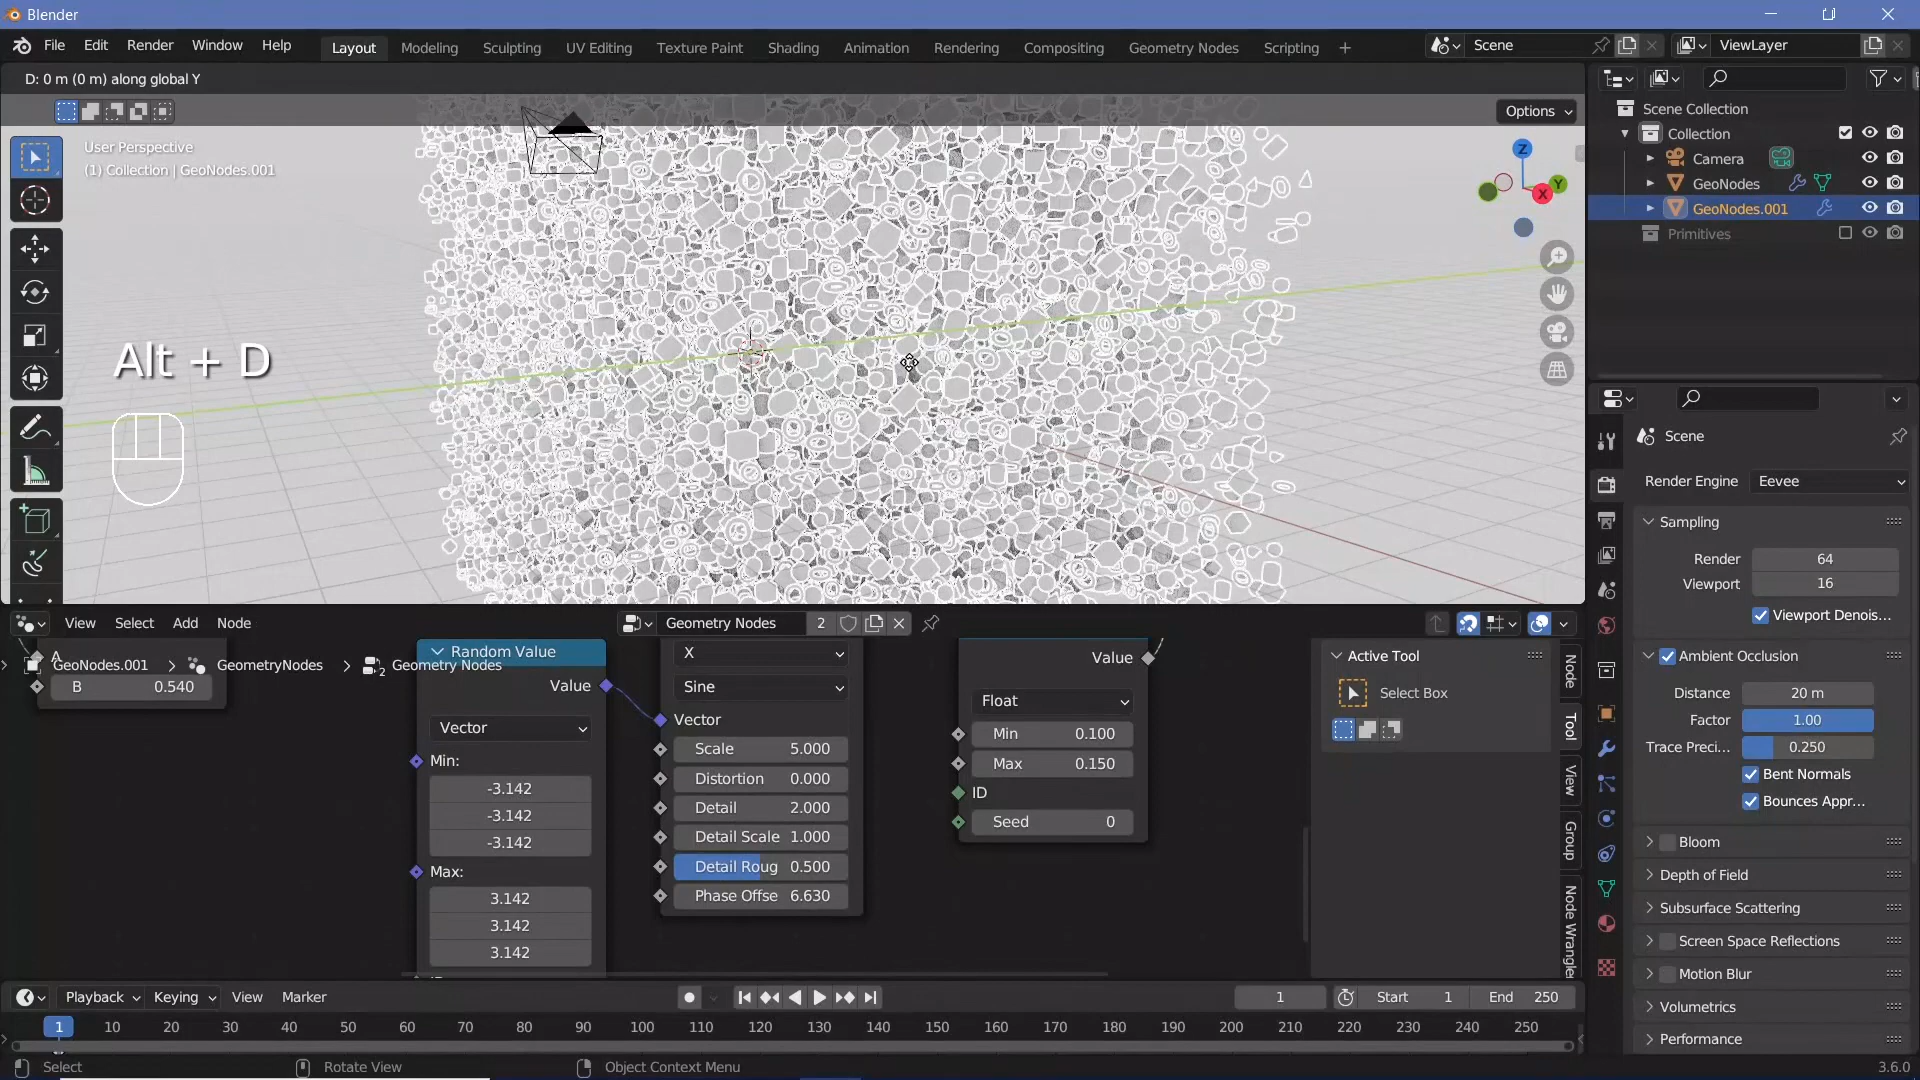 Blender
File Edit Render Window Help
Layout Modeling Sculpting UV Editing Texture Paint Shading Animation Rendering Compositing Geometry Nodes Scripting +
Scene
ViewLayer
D: 0 m (0 m) along global Y
Options
User Perspective
(1) Collection | GeoNodes.001
Z
Y
X
Alt + D
Scene Collection
Collection
Camera
GeoNodes
GeoNodes.001
Primitives
Scene
Render Engine Eevee
Sampling
Render 64
Viewport 16
Viewport Denois...
Ambient Occlusion
Distance 20 m
Factor 1.00
Trace Preci... 0.250
Bent Normals
Bounces Appr...
Bloom
Depth of Field
Subsurface Scattering
Screen Space Reflections
Motion Blur
Volumetrics
Performance
View Select Add Node
Geometry Nodes 2
GeoNodes.001 > GeometryNodes > 2 Geometry Nodes
A
B 0.540
Random Value
Value
Vector
Min:
-3.142
-3.142
-3.142
Max:
3.142
3.142
3.142
X
Sine
Vector
Scale 5.000
Distortion 0.000
Detail 2.000
Detail Scale 1.000
Detail Roug 0.500
Phase Offse 6.630
Value
Float
Min 0.100
Max 0.150
ID
Seed 0
Active Tool
Select Box
Node
Tool
View
Group
Node Wrangle
Playback Keying View Marker
1
Start 1
End 250
1 10 20 30 40 50 60 70 80 90 100 110 120 130 140 150 160 170 180 190 200 210 220 230 240 250
Select
Rotate View
Object Context Menu
3.6.0